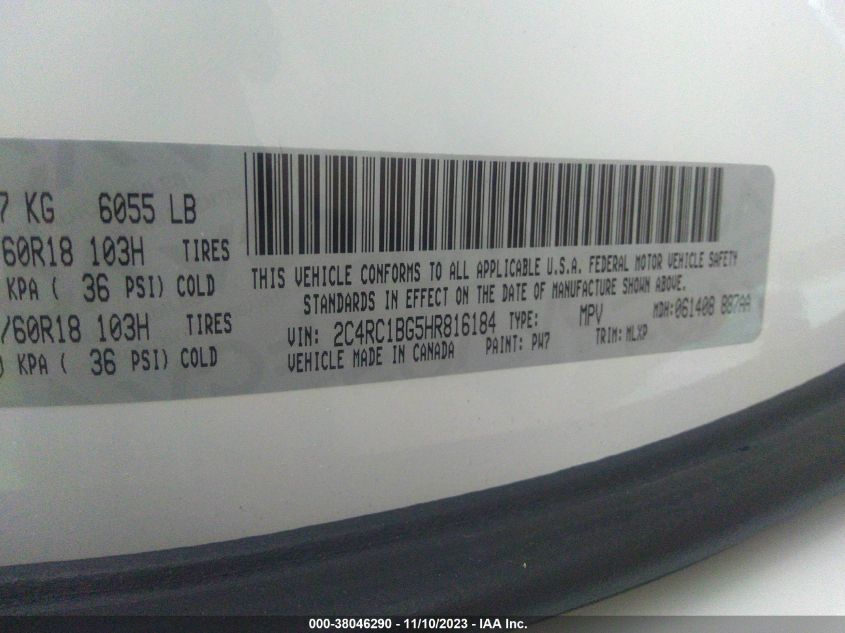 7 KG 6055 LB
/60R18 103H TIRES
KPA ( 36 PSI) COLD
/60R18 103H TIRES
KPA ( 36 PSI) COLD
THIS VEHICLE CONFORMS TO ALL APPLICABLE U.S.A. FEDERAL MOTOR VEHICLE SAFETY
STANDARDS IN EFFECT ON THE DATE OF MANUFACTURE SHOWN ABOVE.
VIN: 2C4RC1BG5HR816184 TYPE: MPV MDH: 061408 887AA
VEHICLE MADE IN CANADA PAINT: PW7 TRIM: MLXP
000-38046290 - 11/10/2023 - IAA Inc.